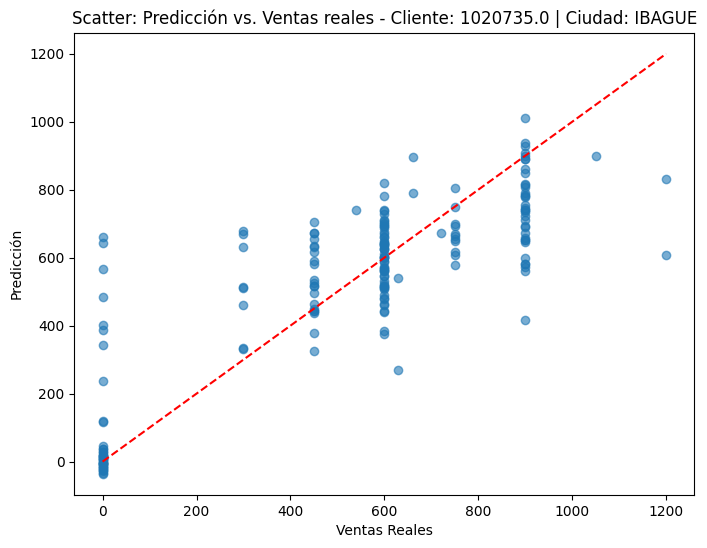 Scatter: Predicción vs. Ventas reales - Cliente: 1020735.0 | Ciudad: IBAGUE
1200
1000
800
600
400
200
0
Predicción
0 200 400 600 800 1000 1200
Ventas Reales